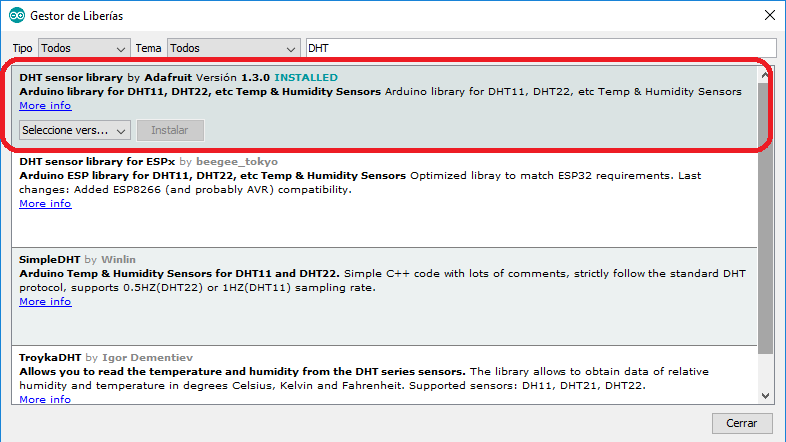 Gestor de Liberías
Tipo Todos Tema Todos DHT
DHT sensor library by Adafruit Versión 1.3.0 INSTALLED
Arduino library for DHT11, DHT22, etc Temp & Humidity Sensors Arduino library for DHT11, DHT22, etc Temp & Humidity Sensors
More info
Seleccione vers... Instalar
DHT sensor library for ESPx by beegee_tokyo
Arduino ESP library for DHT11, DHT22, etc Temp & Humidity Sensors Optimized libray to match ESP32 requirements. Last
changes: Added ESP8266 (and probably AVR) compatibility.
More info
SimpleDHT by Winlin
Arduino Temp & Humidity Sensors for DHT11 and DHT22. Simple C++ code with lots of comments, strictly follow the standard DHT
protocol, supports 0.5HZ(DHT22) or 1HZ(DHT11) sampling rate.
More info
TroykaDHT by Igor Dementiev
Allows you to read the temperature and humidity from the DHT series sensors. The library allows to obtain data of relative
humidity and temperature in degrees Celsius, Kelvin and Fahrenheit. Supported sensors: DH11, DHT21, DHT22.
More info
Cerrar